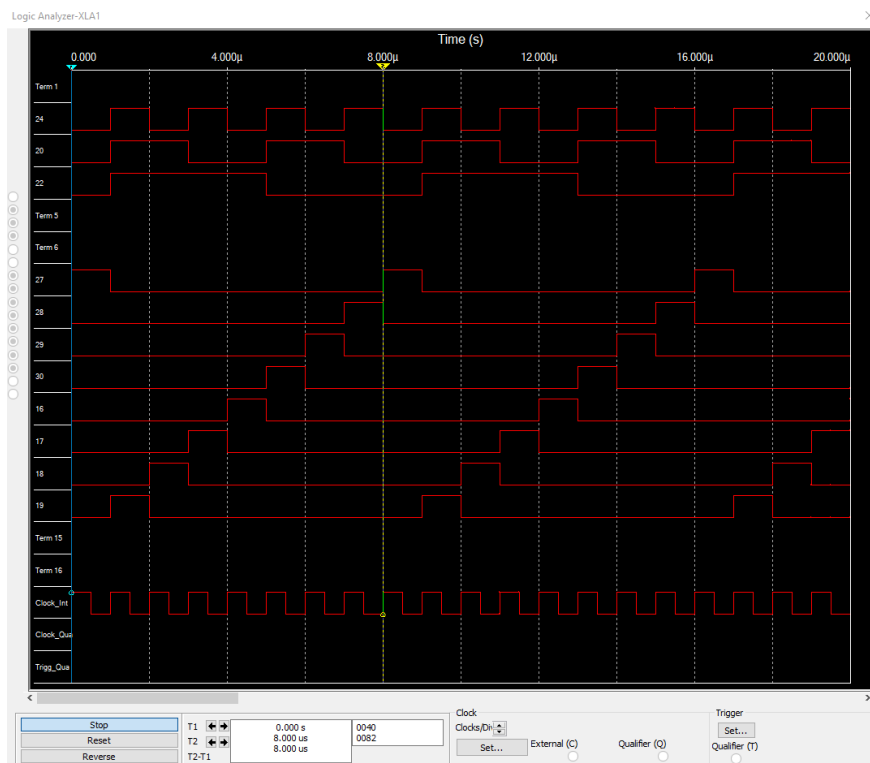 Logic Analyzer-XLA1
Time (s)
0.000 4.000µ 8.000µ 12.000µ 16.000µ 20.000µ
Term 1
24
20
22
Term 5
Term 6
27
28
29
30
16
17
18
19
Term 15
Term 16
Clock_Int
Clock_Qua
Trigg_Qua
Stop
Reset
Reverse
T1 0.000 s 0040
T2 8.000 us 0082
T2-T1 8.000 us
Clock
Clocks/Div
Set... External (C) Qualifier (Q)
Trigger
Set...
Qualifier (T)